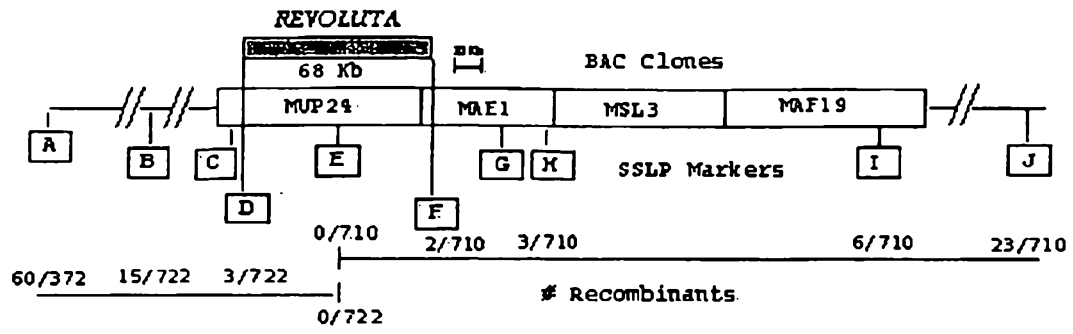 REVOLUTA
68 Kb
BAC Clones
MUP24 MAE1 MSL3 MAF19
A B C E G H SSLP Markers I J
D F
0/710 2/710 3/710 6/710 23/710
60/372 15/722 3/722
0/722 # Recombinants